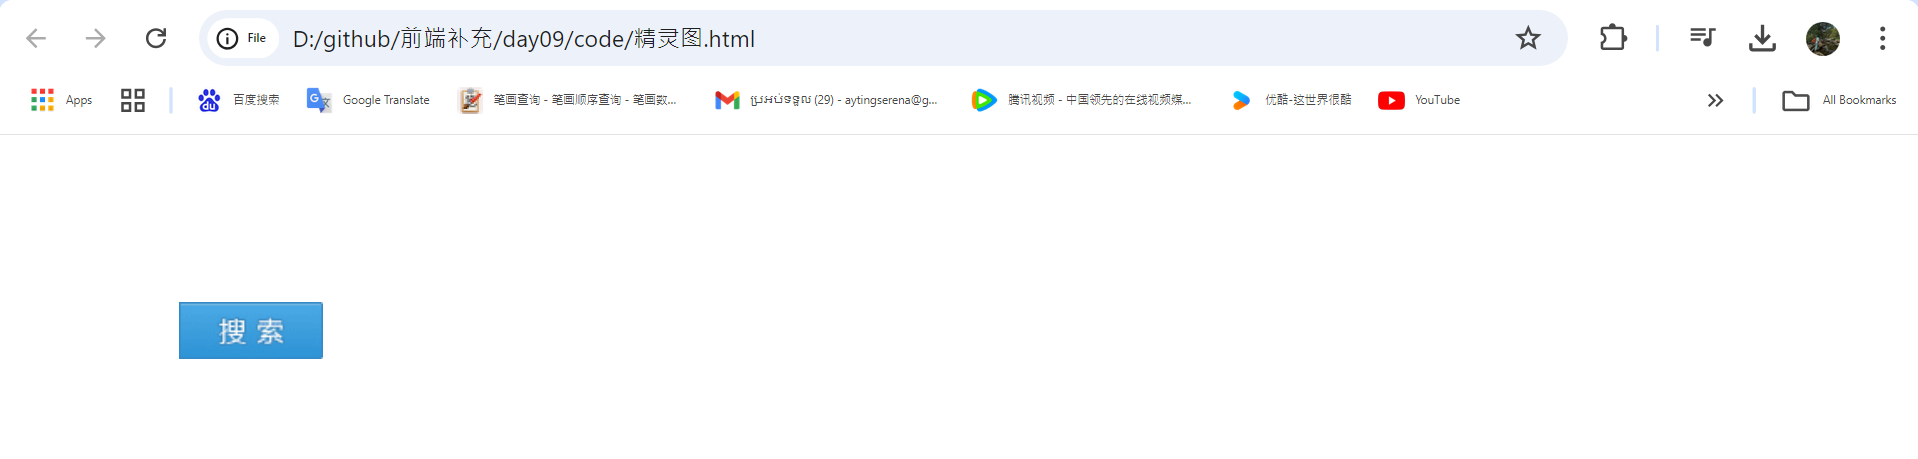 File D:/github/前端补充/day09/code/精灵图.html
Apps 百度搜索 Google Translate 笔画查询 - 笔画顺序查询 - 笔画数... ប្រអប់ទទួល (29) - aytingserena@g... 腾讯视频 - 中国领先的在线视频媒... 优酷-这世界很酷 YouTube All Bookmarks
搜索